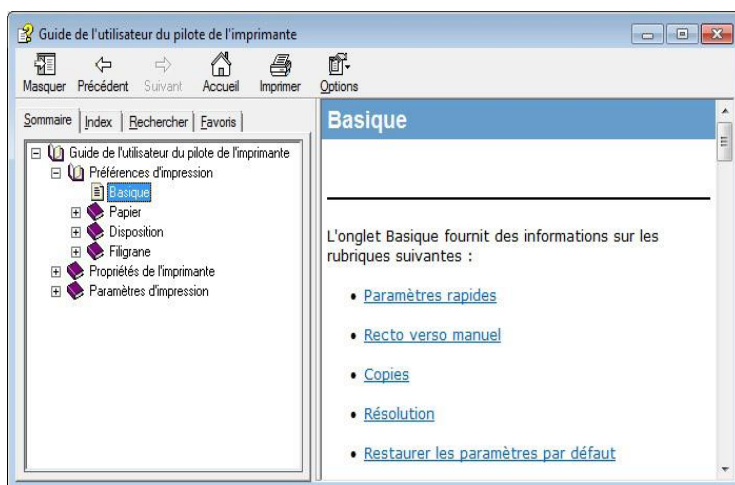 Guide de l'utilisateur du pilote de l'imprimante
Masquer Précédent Suivant Accueil Imprimer Options
Sommaire Index Rechercher Favoris
Guide de l'utilisateur du pilote de l'imprimante
Préférences d'impression
Basique
Papier
Disposition
Filigrane
Propriétés de l'imprimante
Paramètres d'impression
Basique
L'onglet Basique fournit des informations sur les
rubriques suivantes :
• Paramètres rapides
• Recto verso manuel
• Copies
• Résolution
• Restaurer les paramètres par défaut